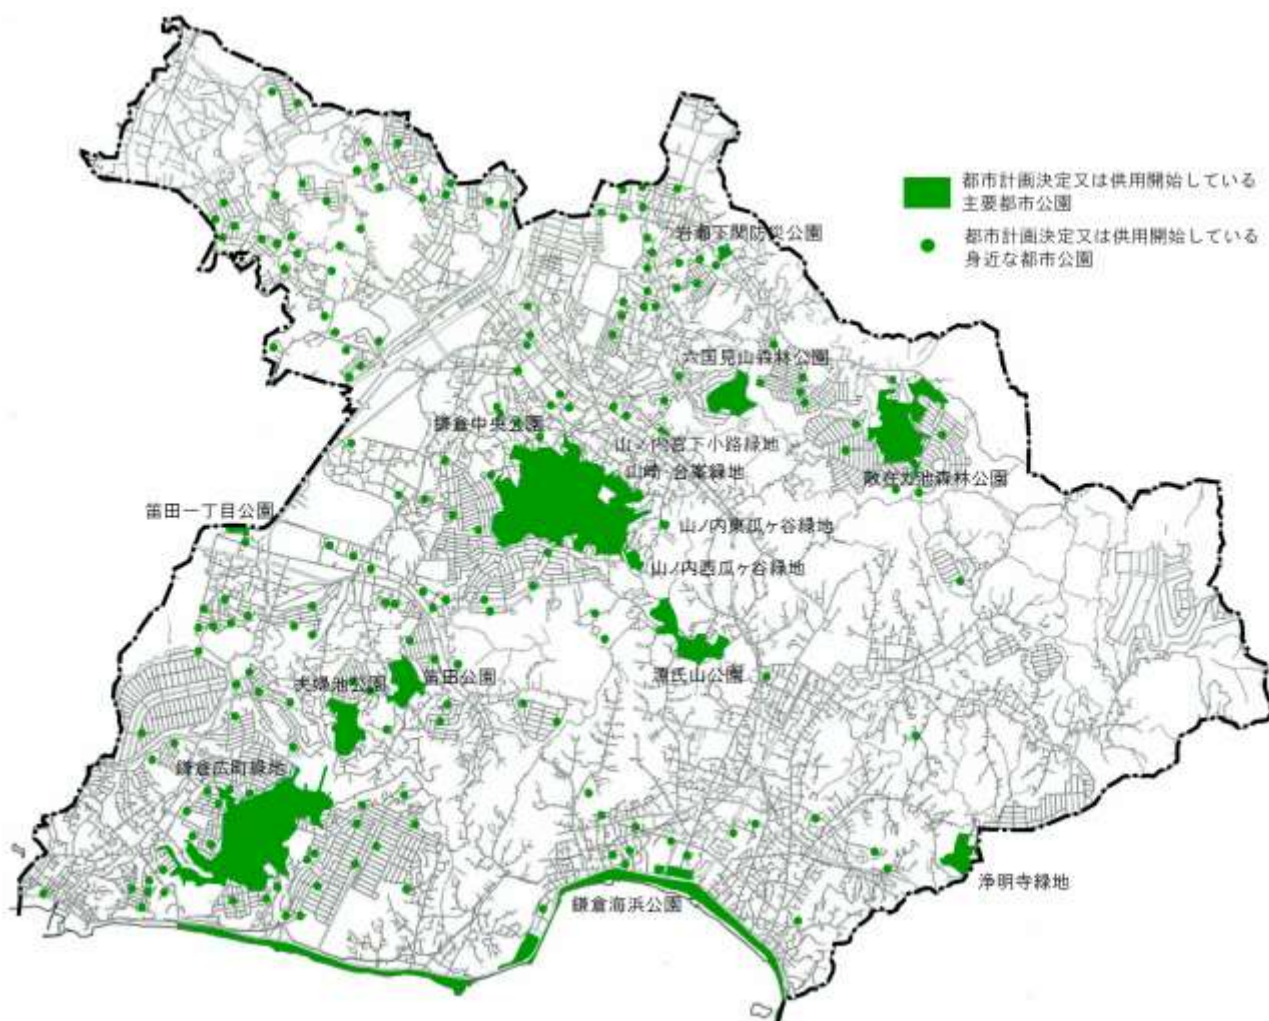 都市計画決定又は供用開始している
主要都市公園
都市計画決定又は供用開始している
身近な都市公園
岩瀬下関防災公園
六国見山森林公園
鎌倉中央公園
山ノ内宮下小路緑地
山崎・台峯緑地
散在ガ池森林公園
笛田一丁目公園
山ノ内東瓜ヶ谷緑地
山ノ内西瓜ヶ谷緑地
源氏山公園
夫婦池公園
笛田公園
鎌倉広町緑地
浄明寺緑地
鎌倉海浜公園